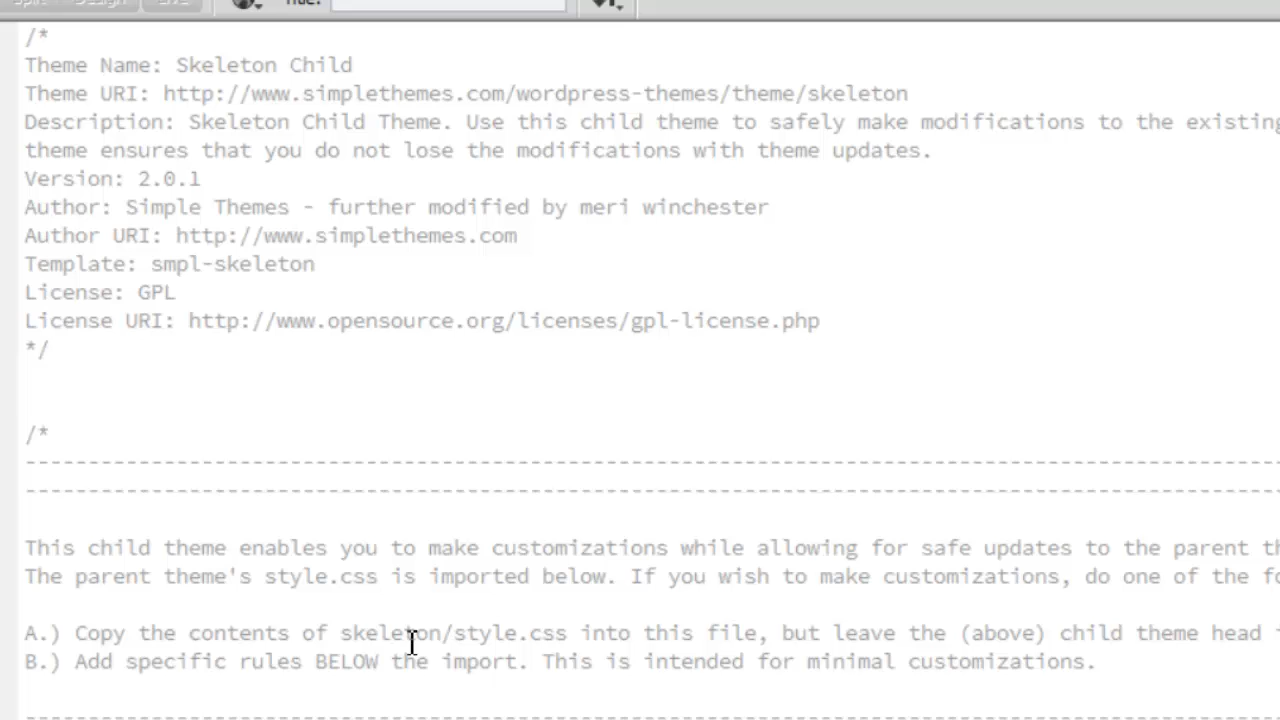 Title:
/*
Theme Name: Skeleton Child
Theme URI: http://www.simplethemes.com/wordpress-themes/theme/skeleton
Description: Skeleton Child Theme. Use this child theme to safely make modifications to the existing
theme ensures that you do not lose the modifications with theme updates.
Version: 2.0.1
Author: Simple Themes - further modified by meri winchester
Author URI: http://www.simplethemes.com
Template: smpl-skeleton
License: GPL
License URI: http://www.opensource.org/licenses/gpl-license.php
*/
/*
----------------------------------------------------------------------------------------------------
----------------------------------------------------------------------------------------------------
This child theme enables you to make customizations while allowing for safe updates to the parent
The parent theme's style.css is imported below. If you wish to make customizations, do one of the
A.) Copy the contents of skeleton/style.css into this file, but leave the (above) child theme head
B.) Add specific rules BELOW the import. This is intended for minimal customizations.
----------------------------------------------------------------------------------------------------